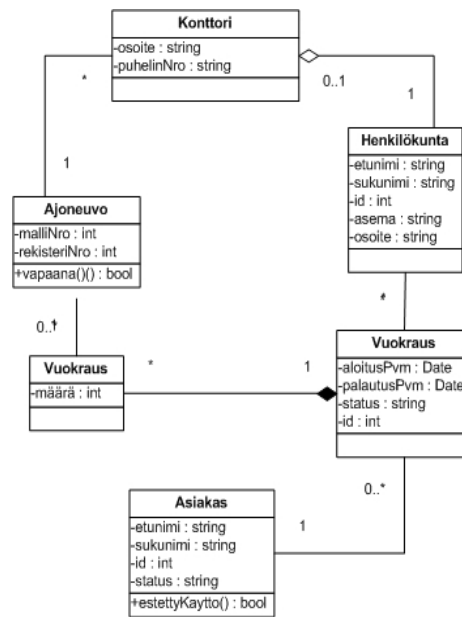 Konttori
-osoite : string
-puhelinNro : string
*
0..1
1
1
Henkilökunta
-etunimi : string
-sukunimi : string
-id : int
-asema : string
-osoite : string
Ajoneuvo
-malliNro : int
-rekisteriNro : int
+vapaana()() : bool
*
0..
Vuokraus
-määrä : int
*
1
Vuokraus
-aloitusPvm : Date
-palautusPvm : Date
-status : string
-id : int
0..*
1
Asiakas
-etunimi : string
-sukunimi : string
-id : int
-status : string
+estettyKaytto() : bool